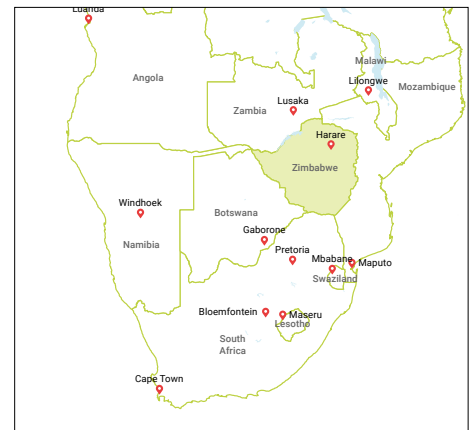 Luanda
Malawi
Angola
Lilongwe
Mozambique
Lusaka
Zambia
Harare
Zimbabwe
Windhoek
Botswana
Gaborone
Namibia
Pretoria
Mbabane
Maputo
Swaziland
Bloemfontein
Maseru
Lesotho
South
Africa
Cape Town